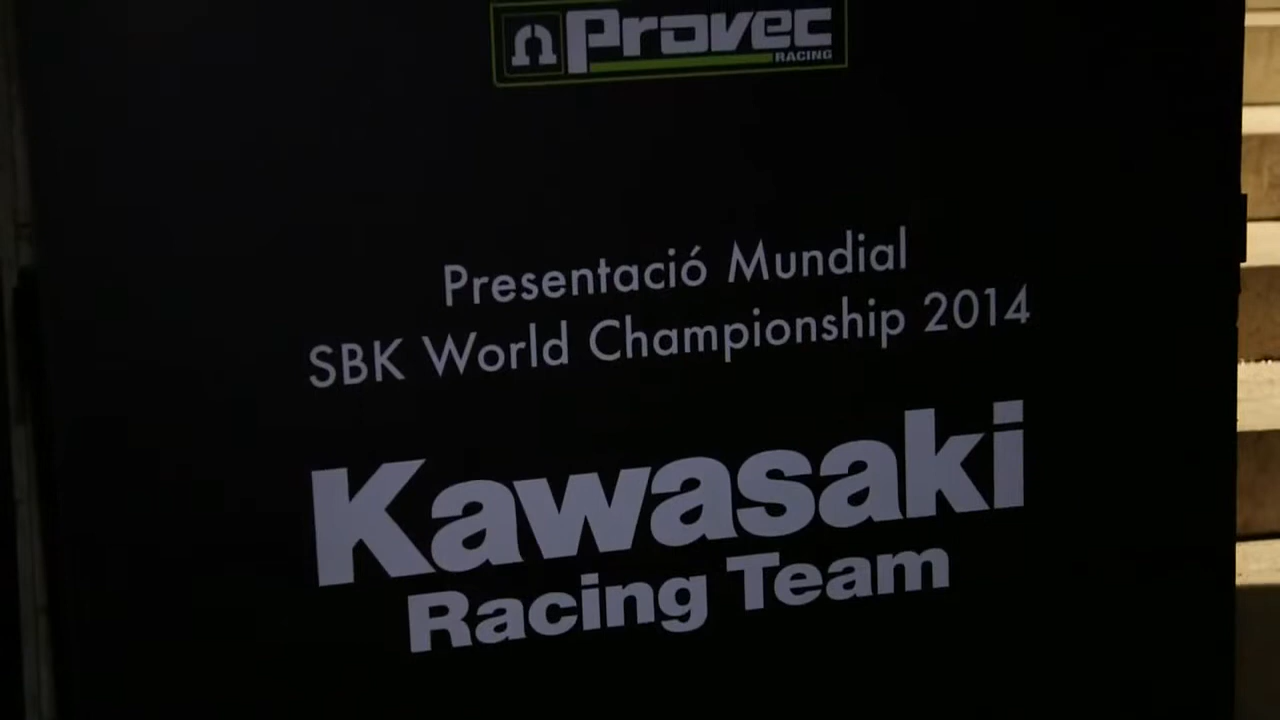 Provec
RACING
Presentació Mundial
SBK World Championship 2014
Kawasaki
Racing Team